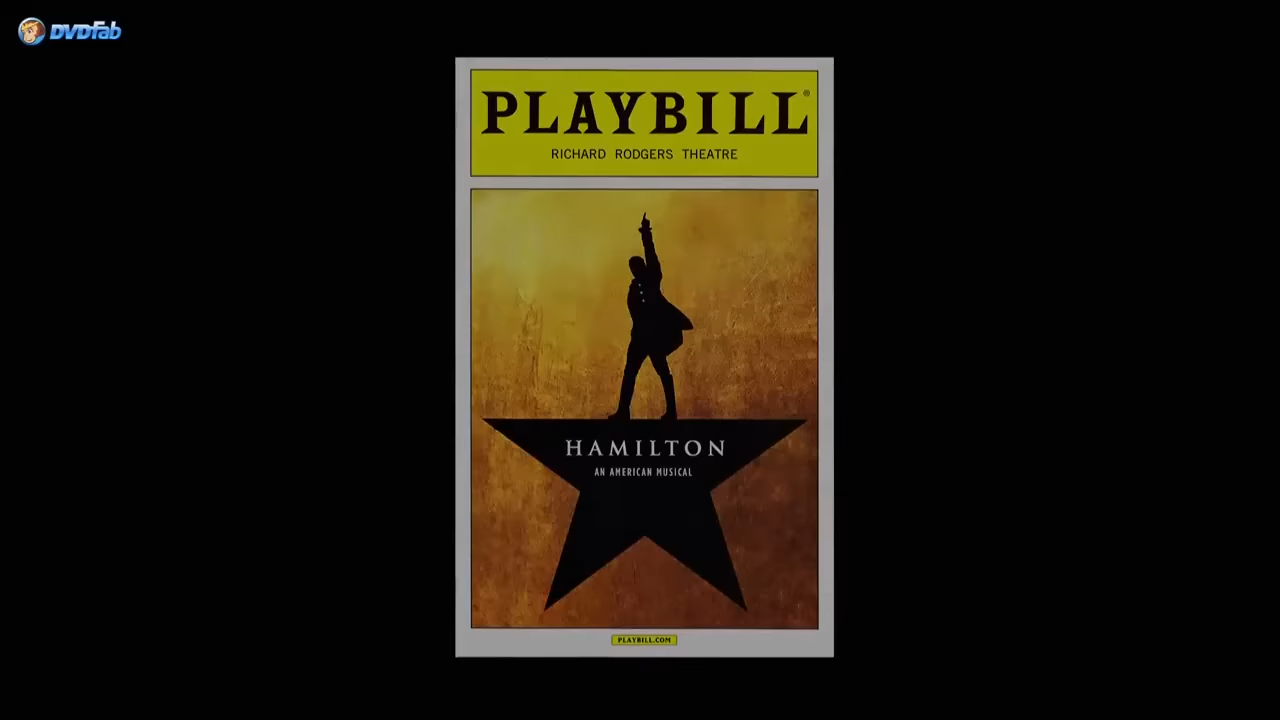 DVDFab
PLAYBILL®
RICHARD RODGERS THEATRE
HAMILTON
AN AMERICAN MUSICAL
PLAYBILL.COM